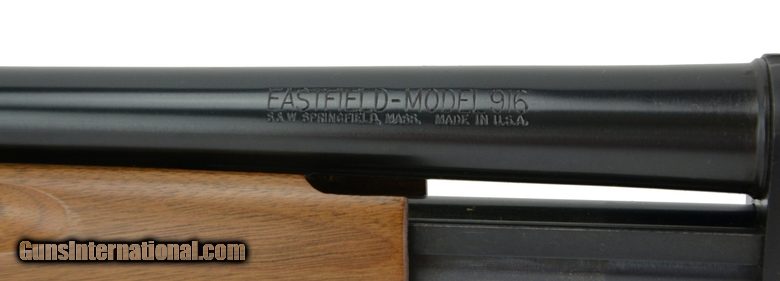 EASTFIELD-MODEL 916
S.&W. SPRINGFIELD, MASS. MADE IN U.S.A.
GunsInternational.com